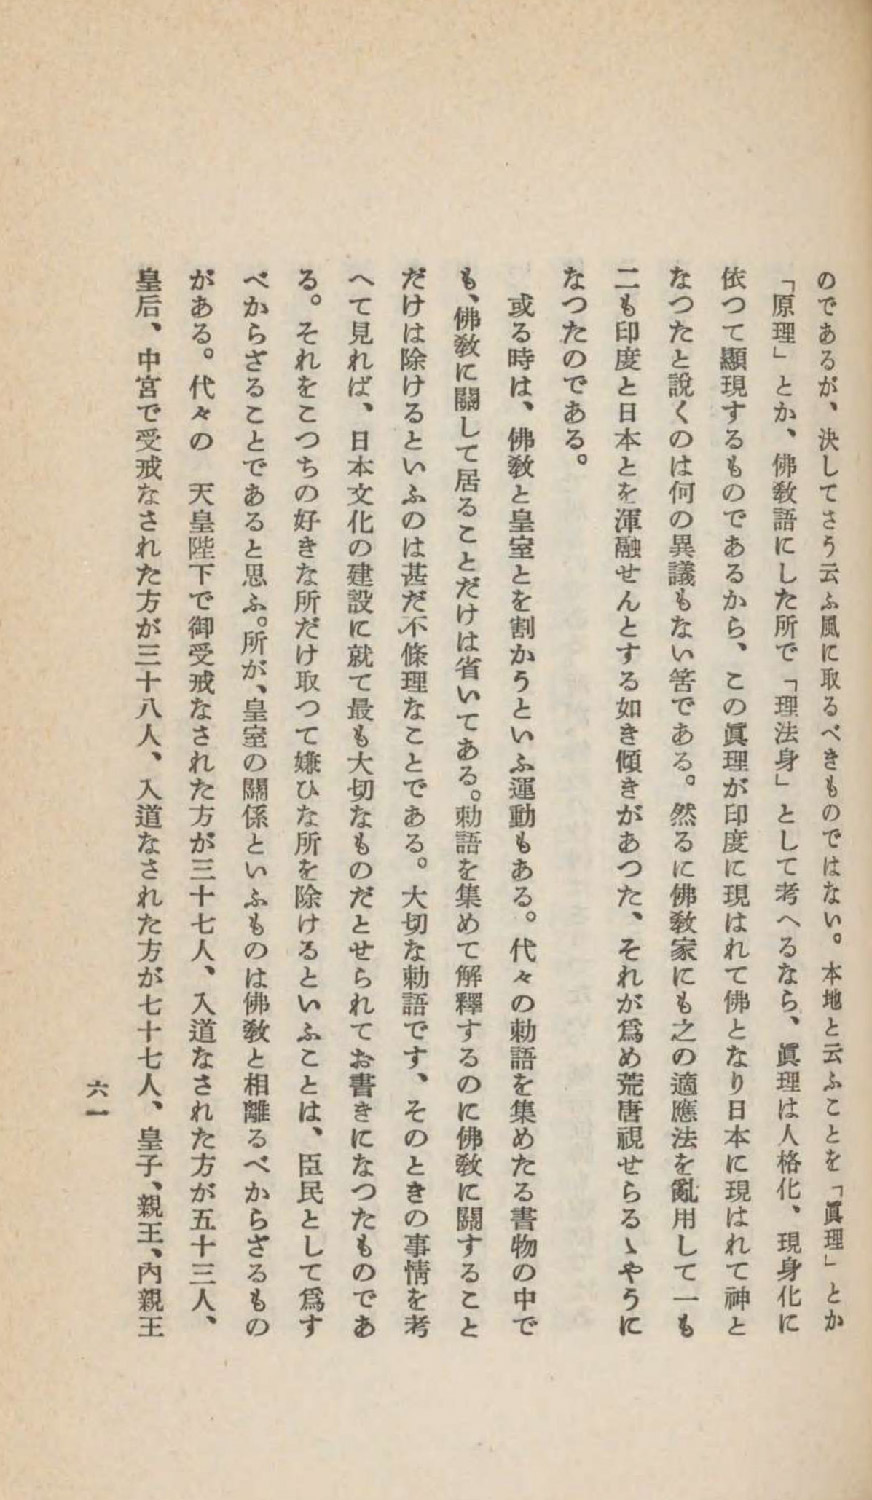 のであるが、決してさう云ふ風に取るべきものではない。本地と云ふことを「眞理」とか
「原理」とか、佛教語にした所で「理法身」として考へるなら、眞理は人格化、現身化に
依つて顯現するものであるから、この眞理が印度に現はれて佛となり日本に現はれて神と
なつたと說くのは何の異議もない筈である。然るに佛教家にも之の適應法を亂用して一も
二も印度と日本とを渾融せんとする如き傾きがあつた、それが爲め荒唐視せらるゝやうに
なつたのである。
或る時は、佛教と皇室とを割かうといふ運動もある。代々の勅語を集めたる書物の中で
も、佛教に關して居ることだけは省いてある。勅語を集めて解釋するのに佛教に關すること
だけは除けるといふのは甚だ不條理なことである。大切な勅語です、そのときの事情を考
へて見れば、日本文化の建設に就て最も大切なものだとせられてお書きになつたものであ
る。それをこつちの好きな所だけ取つて嫌ひな所を除けるといふことは、臣民として爲す
べからざることであると思ふ。所が、皇室の關係といふものは佛教と相離るべからざるもの
がある。代々の　天皇陛下で御受戒なされた方が三十七人、入道なされた方が五十三人、
皇后、中宮で受戒なされた方が三十八人、入道なされた方が七十七人、皇子、親王、內親王
六一